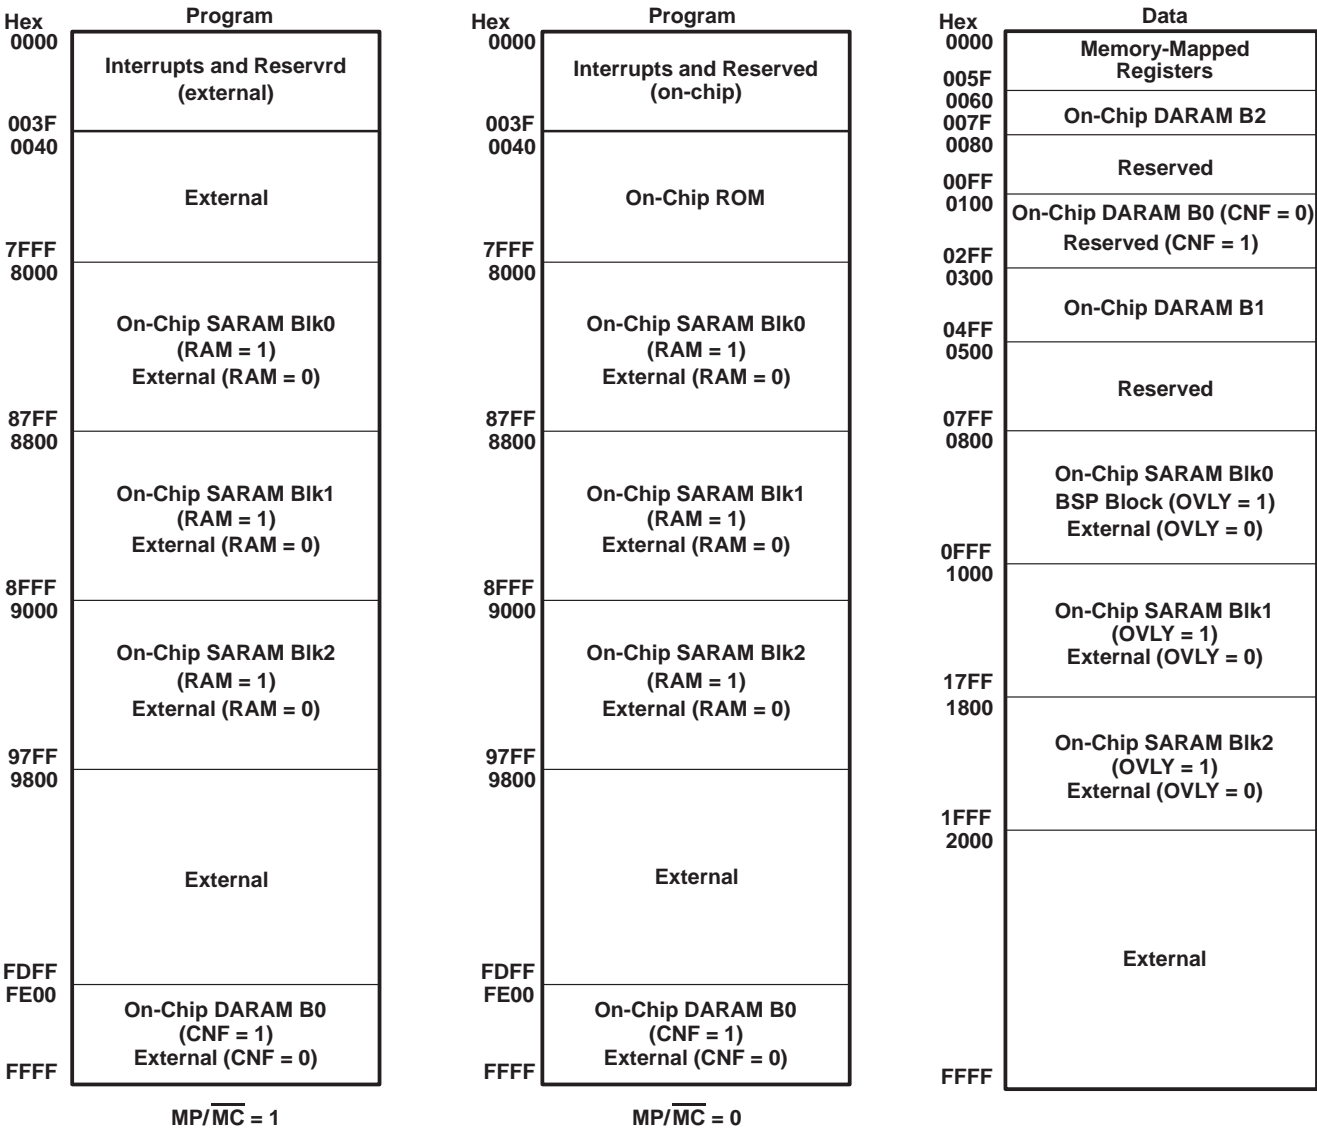 Hex
Program
0000
Interrupts and Reservrd
(external)
003F
0040
External
7FFF
8000
On-Chip SARAM Blk0
(RAM = 1)
External (RAM = 0)
87FF
8800
On-Chip SARAM Blk1
(RAM = 1)
External (RAM = 0)
8FFF
9000
On-Chip SARAM Blk2
(RAM = 1)
External (RAM = 0)
97FF
9800
External
FDFF
FE00
On-Chip DARAM B0
(CNF = 1)
External (CNF = 0)
FFFF
MP/M̅C̅ = 1
Hex
Program
0000
Interrupts and Reserved
(on-chip)
003F
0040
On-Chip ROM
7FFF
8000
On-Chip SARAM Blk0
(RAM = 1)
External (RAM = 0)
87FF
8800
On-Chip SARAM Blk1
(RAM = 1)
External (RAM = 0)
8FFF
9000
On-Chip SARAM Blk2
(RAM = 1)
External (RAM = 0)
97FF
9800
External
FDFF
FE00
On-Chip DARAM B0
(CNF = 1)
External (CNF = 0)
FFFF
MP/M̅C̅ = 0
Hex
Data
0000
Memory-Mapped
Registers
005F
0060
On-Chip DARAM B2
007F
0080
Reserved
00FF
0100
On-Chip DARAM B0 (CNF = 0)
Reserved (CNF = 1)
02FF
0300
On-Chip DARAM B1
04FF
0500
Reserved
07FF
0800
On-Chip SARAM Blk0
BSP Block (OVLY = 1)
External (OVLY = 0)
0FFF
1000
On-Chip SARAM Blk1
(OVLY = 1)
External (OVLY = 0)
17FF
1800
On-Chip SARAM Blk2
(OVLY = 1)
External (OVLY = 0)
1FFF
2000
External
FFFF